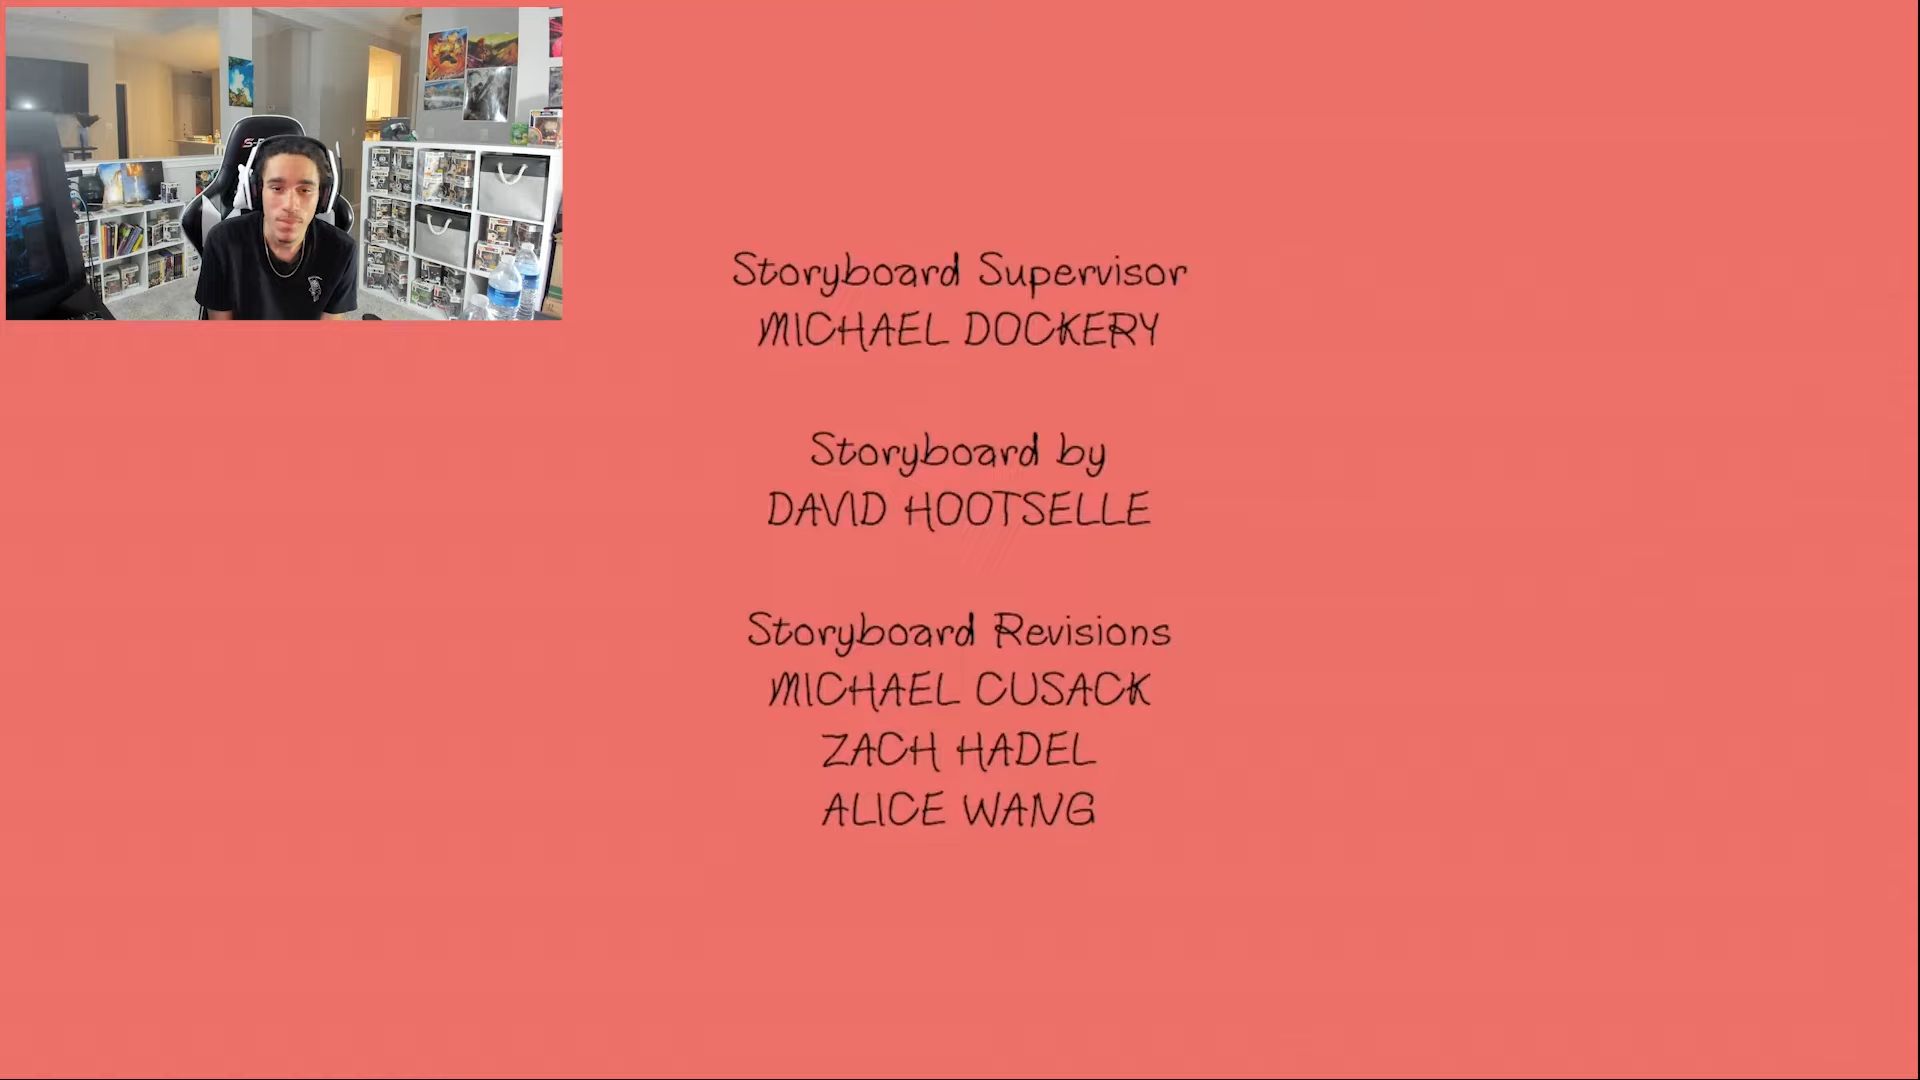 Storyboard Supervisor
MICHAEL DOCKERY
Storyboard by
DAVID HOOTSELLE
Storyboard Revisions
MICHAEL CUSACK
ZACH HADEL
ALICE WANG